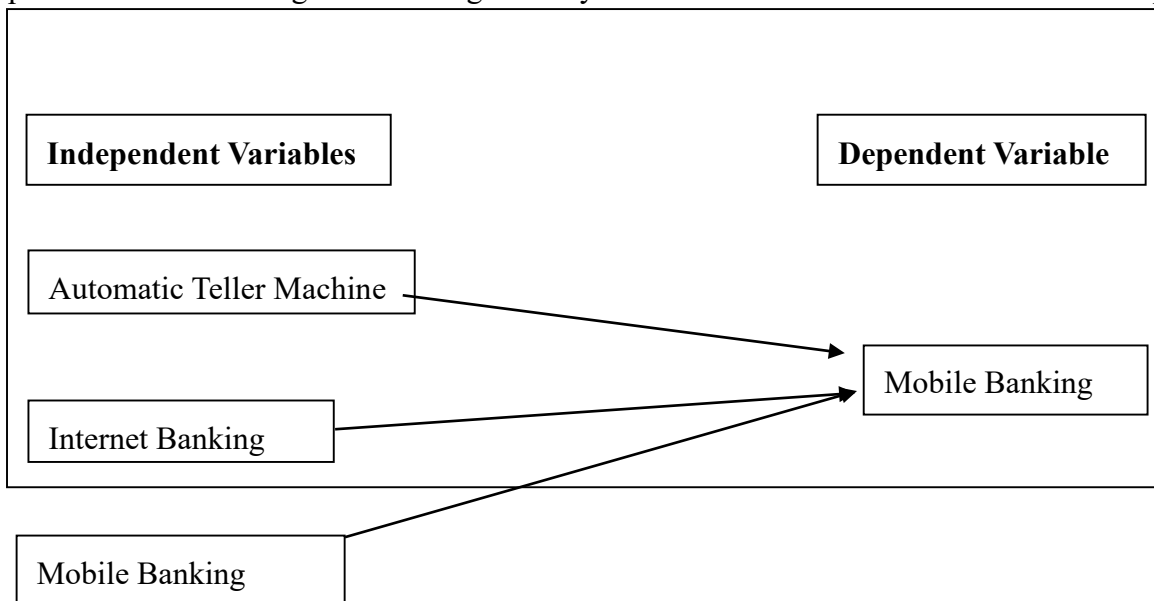 Independent Variables
Dependent Variable
Automatic Teller Machine
Mobile Banking
Internet Banking
Mobile Banking